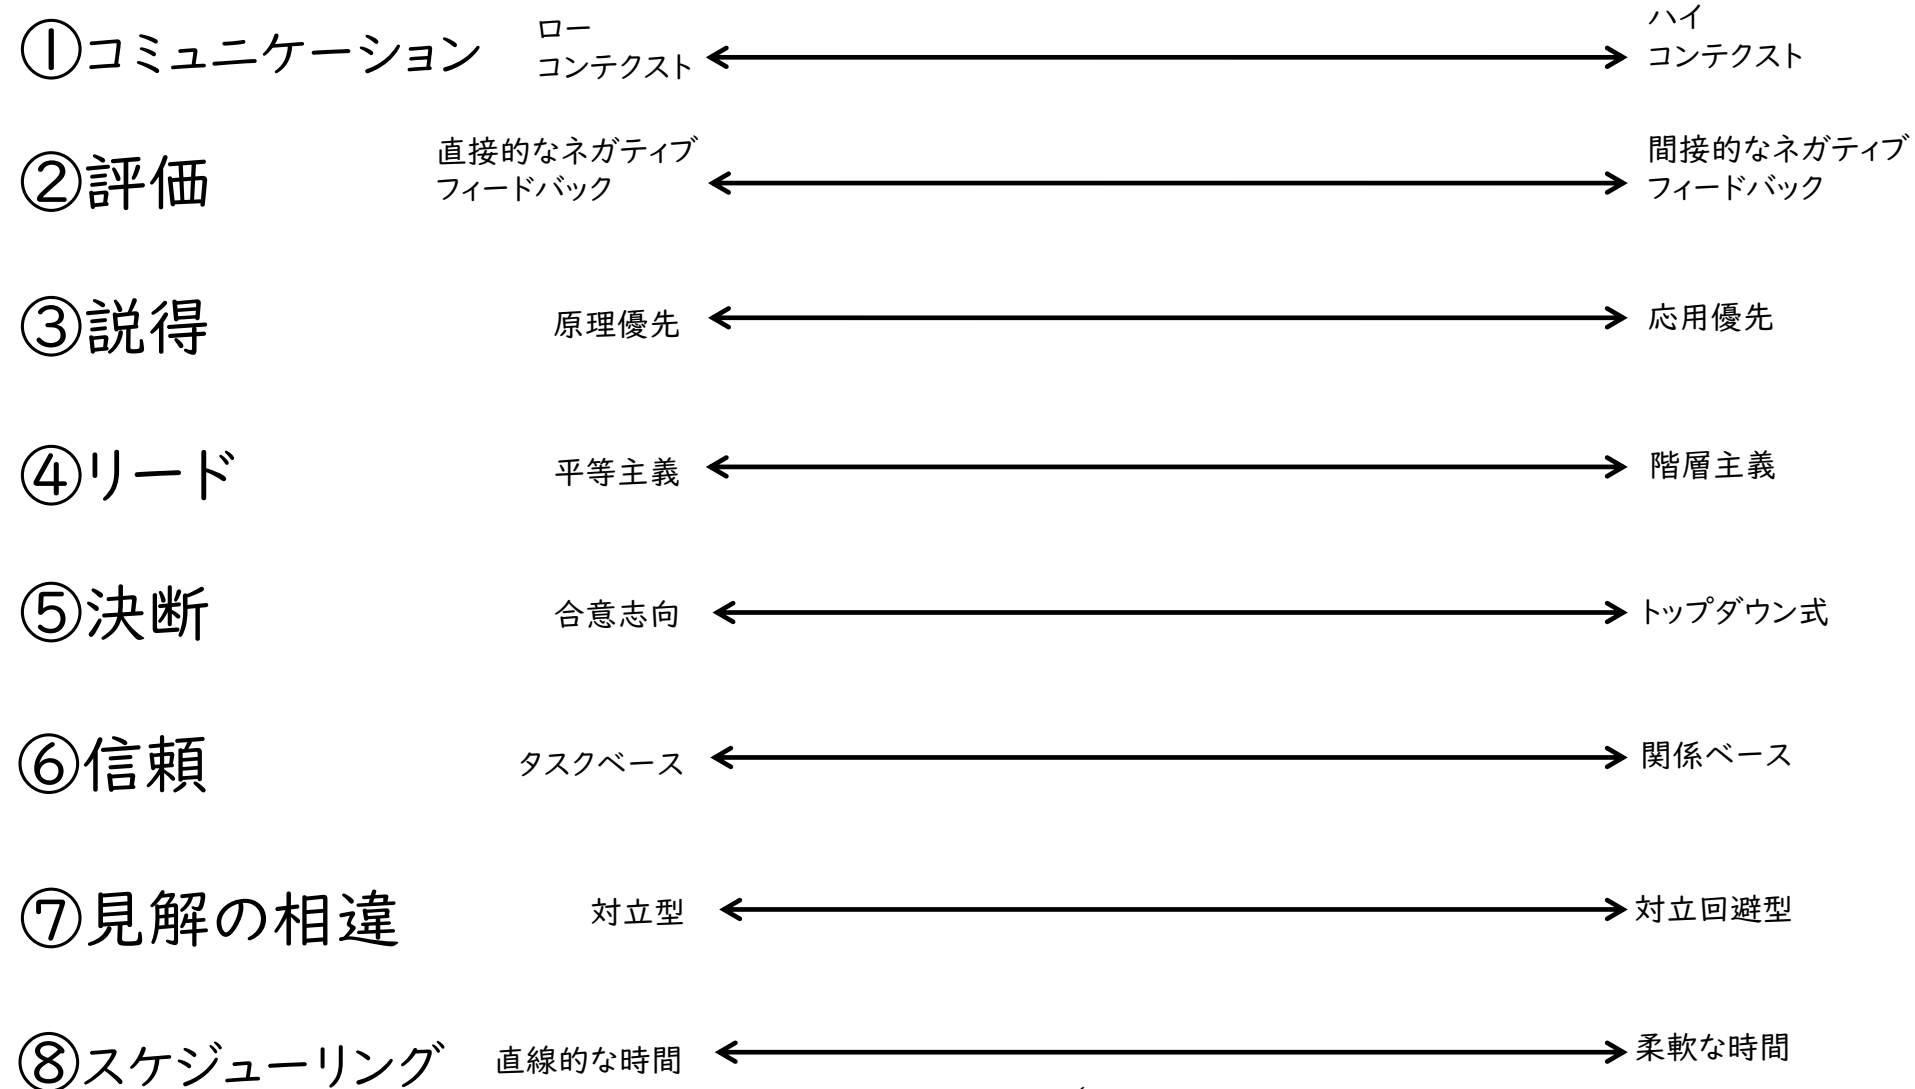 ①コミュニケーション
ロー
コンテクスト
ハイ
コンテクスト
②評価
直接的なネガティブ
フィードバック
間接的なネガティブ
フィードバック
③説得
原理優先
応用優先
④リード
平等主義
階層主義
⑤決断
合意志向
トップダウン式
⑥信頼
タスクベース
関係ベース
⑦見解の相違
対立型
対立回避型
⑧スケジューリング
直線的な時間
柔軟な時間